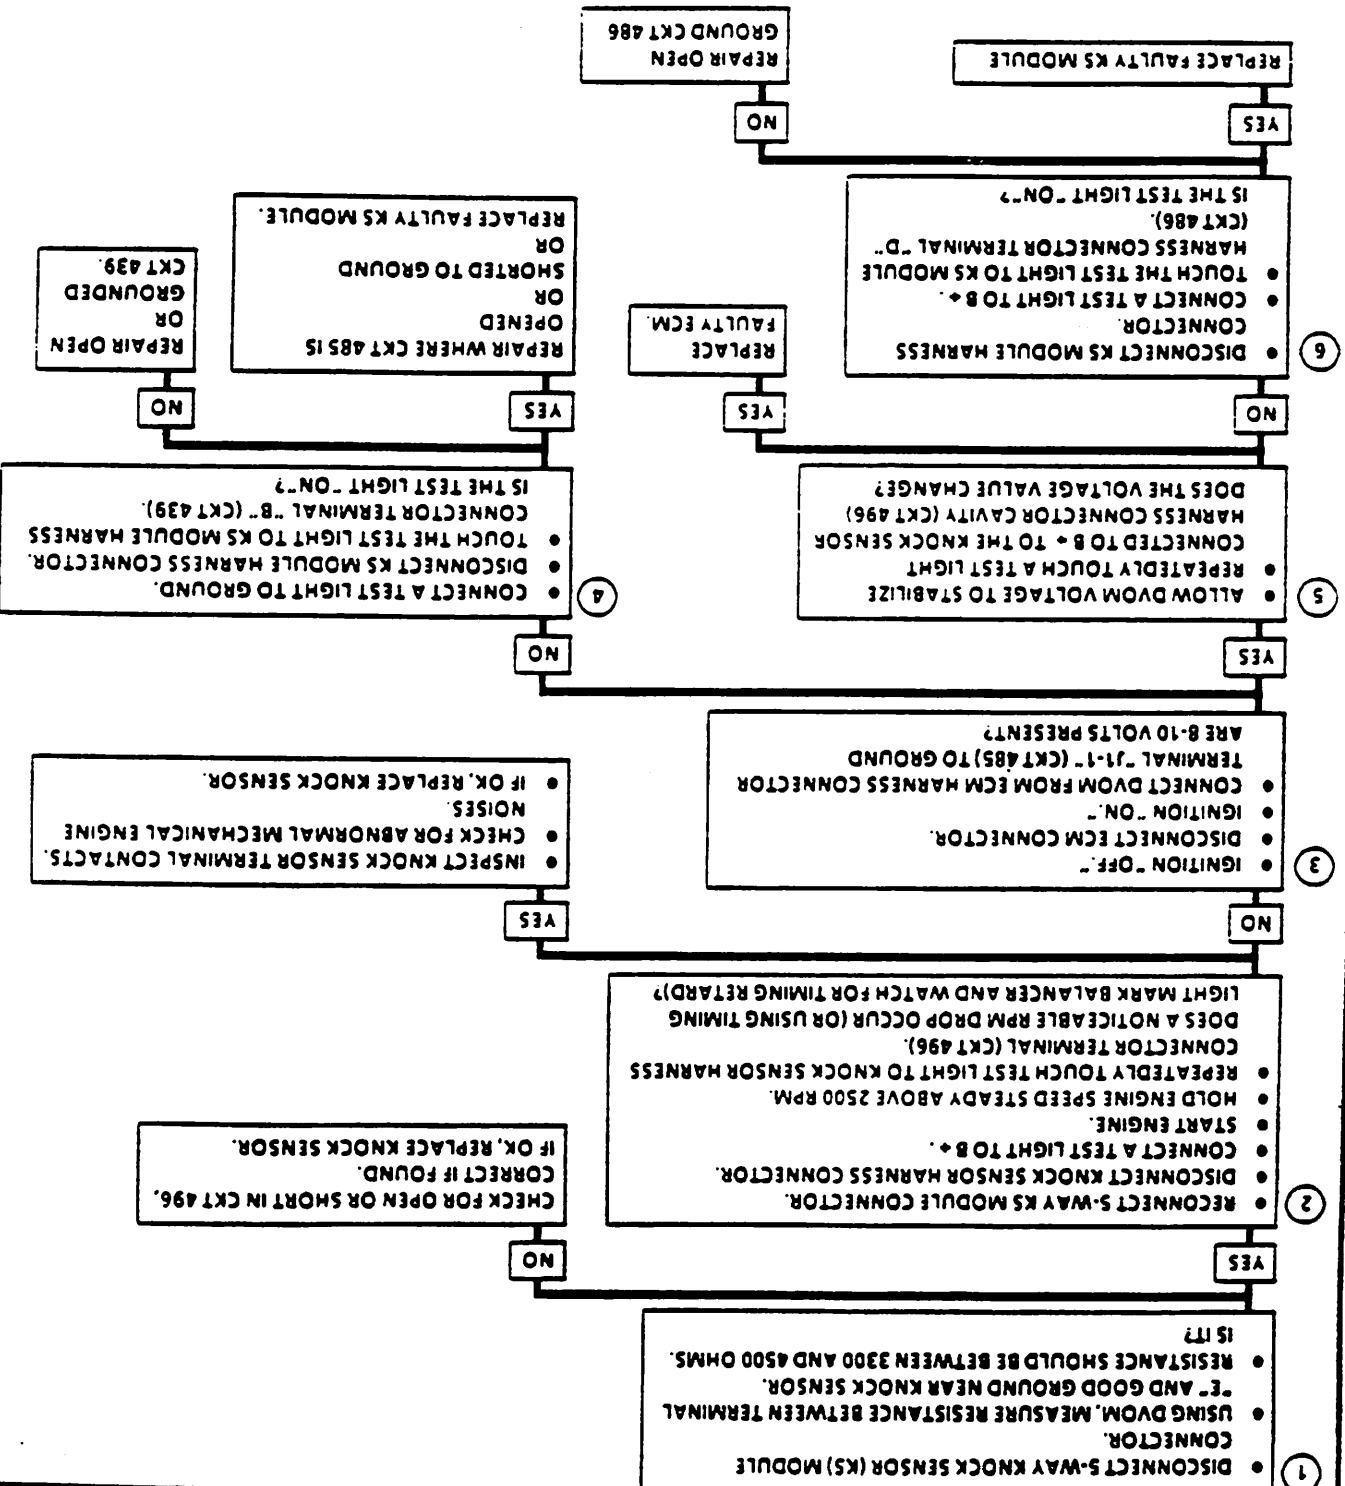 1
• DISCONNECT 5-WAY KNOCK SENSOR (KS) MODULE
CONNECTOR.
• USING DVOM, MEASURE RESISTANCE BETWEEN TERMINAL
"E" AND GOOD GROUND NEAR KNOCK SENSOR.
• RESISTANCE SHOULD BE BETWEEN 3300 AND 4500 OHMS.
IS IT?
YES
NO
2
• RECONNECT 5-WAY KS MODULE CONNECTOR.
• DISCONNECT KNOCK SENSOR HARNESS CONNECTOR.
• CONNECT A TEST LIGHT TO B +.
• START ENGINE.
• HOLD ENGINE SPEED STEADY ABOVE 2500 RPM.
• REPEATEDLY TOUCH TEST LIGHT TO KNOCK SENSOR HARNESS
CONNECTOR TERMINAL (CKT 496).
DOES A NOTICEABLE RPM DROP OCCUR (OR USING TIMING
LIGHT MARK BALANCER AND WATCH FOR TIMING RETARD)?
CHECK FOR OPEN OR SHORT IN CKT 496,
CORRECT IF FOUND.
IF OK, REPLACE KNOCK SENSOR.
NO
YES
3
• IGNITION "OFF."
• DISCONNECT ECM CONNECTOR.
• IGNITION "ON."
• CONNECT DVOM FROM ECM HARNESS CONNECTOR
TERMINAL "J1-1" (CKT 485) TO GROUND
ARE 8-10 VOLTS PRESENT?
• INSPECT KNOCK SENSOR TERMINAL CONTACTS.
• CHECK FOR ABNORMAL MECHANICAL ENGINE
NOISES.
• IF OK, REPLACE KNOCK SENSOR.
YES
NO
5
• ALLOW DVOM VOLTAGE TO STABILIZE
• REPEATEDLY TOUCH A TEST LIGHT
CONNECTED TO B + TO THE KNOCK SENSOR
HARNESS CONNECTOR CAVITY (CKT 496)
DOES THE VOLTAGE VALUE CHANGE?
4
• CONNECT A TEST LIGHT TO GROUND.
• DISCONNECT KS MODULE HARNESS CONNECTOR.
• TOUCH THE TEST LIGHT TO KS MODULE HARNESS
CONNECTOR TERMINAL "B" (CKT 439).
IS THE TEST LIGHT "ON"?
NO
YES
YES
NO
6
• DISCONNECT KS MODULE HARNESS
CONNECTOR.
• CONNECT A TEST LIGHT TO B +.
• TOUCH THE TEST LIGHT TO KS MODULE
HARNESS CONNECTOR TERMINAL "D"
(CKT 486).
IS THE TEST LIGHT "ON"?
REPLACE
FAULTY ECM.
REPAIR WHERE CKT 485 IS
OPENED
OR
SHORTED TO GROUND
OR
REPLACE FAULTY KS MODULE.
REPAIR OPEN
OR
GROUNDED
CKT 439.
YES
NO
REPLACE FAULTY KS MODULE
REPAIR OPEN
GROUND CKT 486